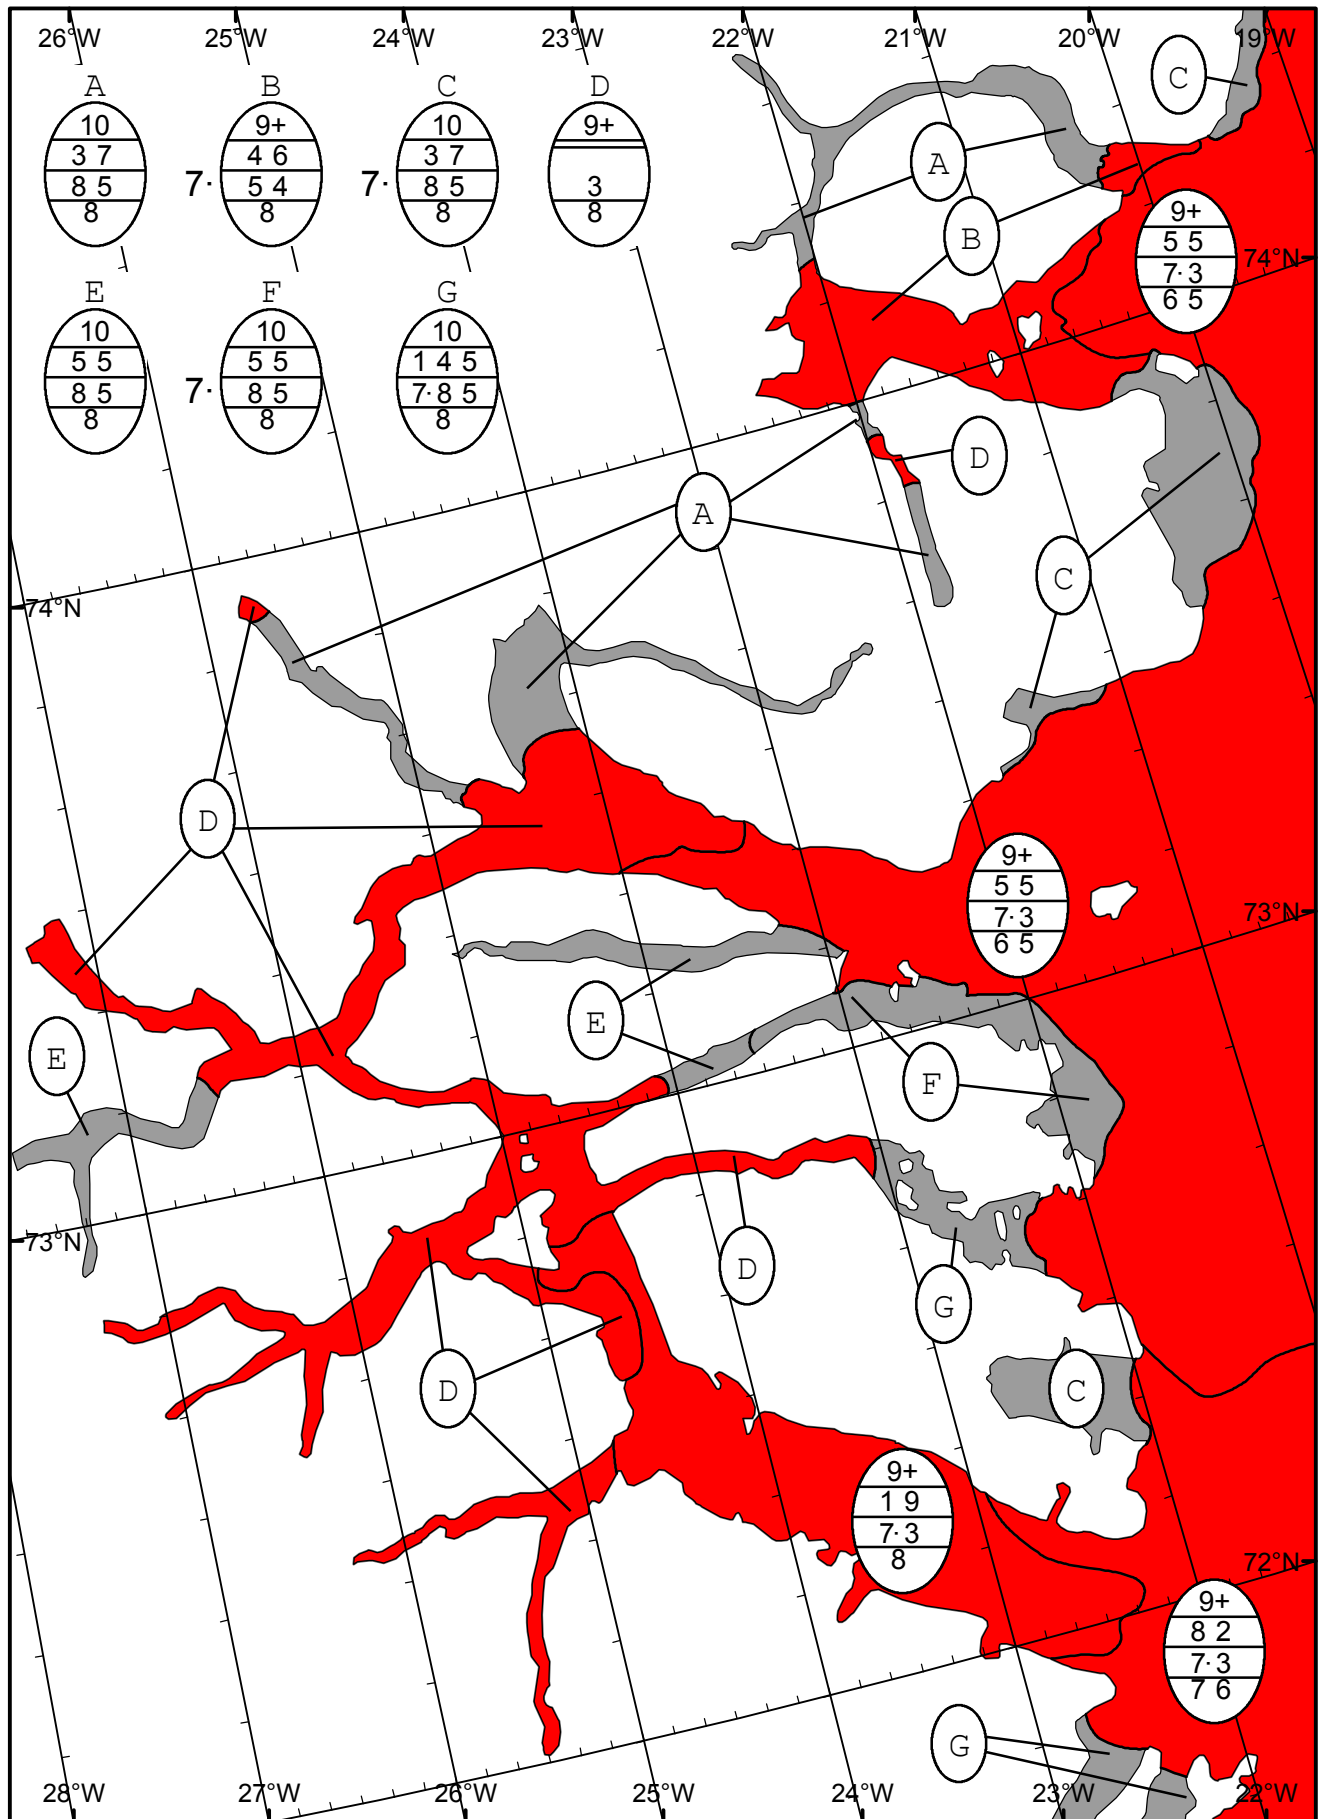 26°W 25°W 24°W 23°W 22°W 21°W 20°W 19°W
A B C D
10 9+ 10 9+
3 7 4 6 3 7
8 5 7· 5 4 7· 8 5 3
8 8 8 8
E F G
10 10 10
5 5 5 5 1 4 5
8 5 7· 8 5 7·8 5
8 8 8
C
A
B
9+
5 5
7·3
6 5
74°N
D
A
C
74°N
D
9+
5 5
7·3
6 5
73°N
E
E
F
73°N
D
G
D
C
9+
1 9
7·3
8
72°N
9+
8 2
7·3
7 6
G
28°W 27°W 26°W 25°W 24°W 23°W 22°W